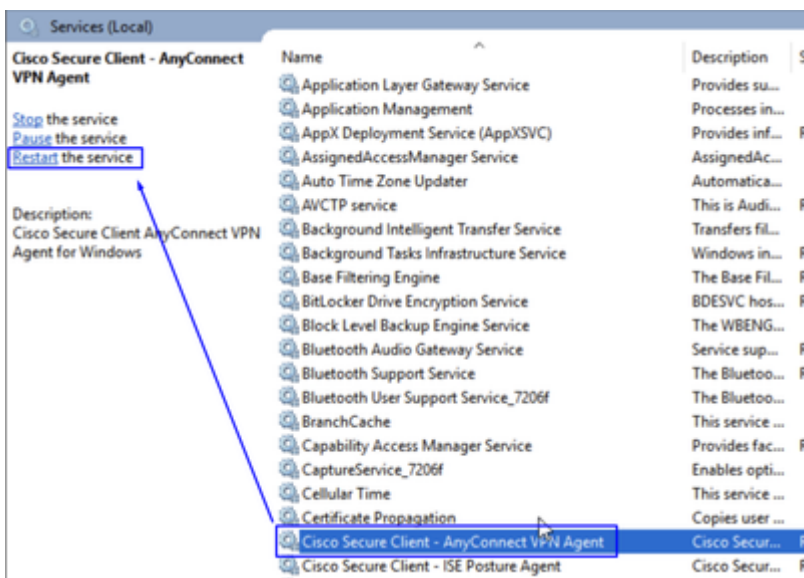 Services (Local)
Cisco Secure Client - AnyConnect
VPN Agent
Stop the service
Pause the service
Restart the service
Description:
Cisco Secure Client AnyConnect VPN
Agent for Windows
Name Description S
Application Layer Gateway Service Provides su...
Application Management Processes in...
AppX Deployment Service (AppXSVC) Provides inf... R
AssignedAccessManager Service AssignedAc...
Auto Time Zone Updater Automatica...
AVCTP service This is Audi... R
Background Intelligent Transfer Service Transfers fil...
Background Tasks Infrastructure Service Windows in... R
Base Filtering Engine The Base Fil... R
BitLocker Drive Encryption Service BDESVC hos... R
Block Level Backup Engine Service The WBENG...
Bluetooth Audio Gateway Service Service sup... R
Bluetooth Support Service The Bluetoo... R
Bluetooth User Support Service_7206f The Bluetoo...
BranchCache This service ...
Capability Access Manager Service Provides fac... R
CaptureService_7206f Enables opti...
Cellular Time This service ...
Certificate Propagation Copies user ...
Cisco Secure Client - AnyConnect VPN Agent Cisco Secur... R
Cisco Secure Client - ISE Posture Agent Cisco Secur... R